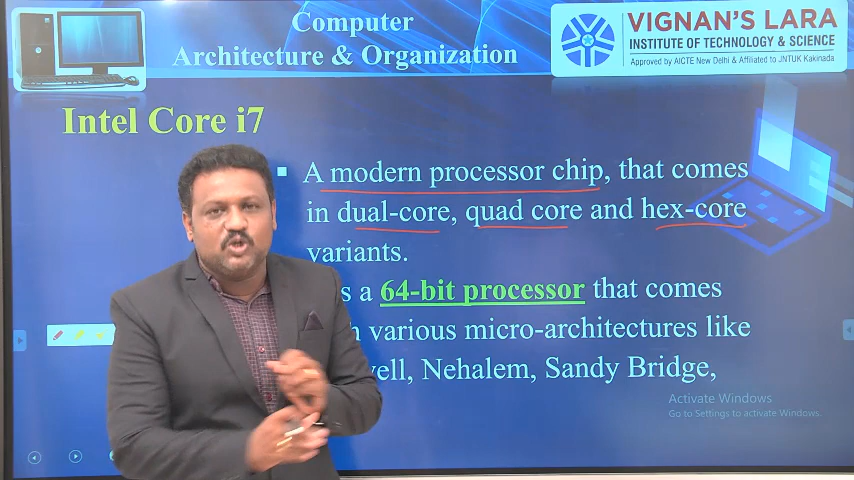 Computer
Architecture & Organization
VIGNAN'S LARA
INSTITUTE OF TECHNOLOGY & SCIENCE
Approved by AICTE New Delhi & Affiliated to JNTUK Kakinada
Intel Core i7
▪ A modern processor chip, that comes
in dual-core, quad core and hex-core
variants.
s a 64-bit processor that comes
various micro-architectures like
well, Nehalem, Sandy Bridge,
Activate Windows
Go to Settings to activate Windows.